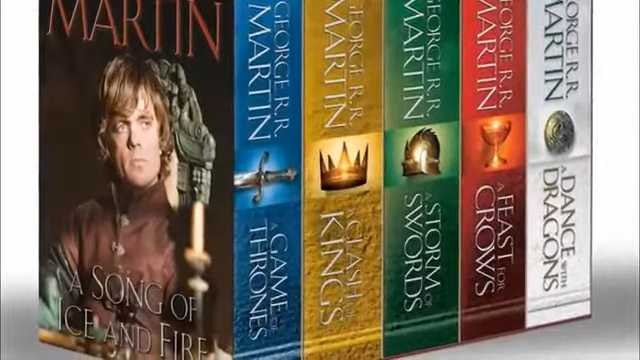 MARTIN
A SONG OF
ICE AND FIRE
GEORGE R.R.
MARTIN
A GAME OF
THRONES
GEORGE R.R.
MARTIN
A CLASH OF
KINGS
GEORGE R.R.
MARTIN
A STORM OF
SWORDS
GEORGE R.R.
MARTIN
A FEAST FOR
CROWS
GEORGE R.R.
MARTIN
A DANCE WITH
DRAGONS